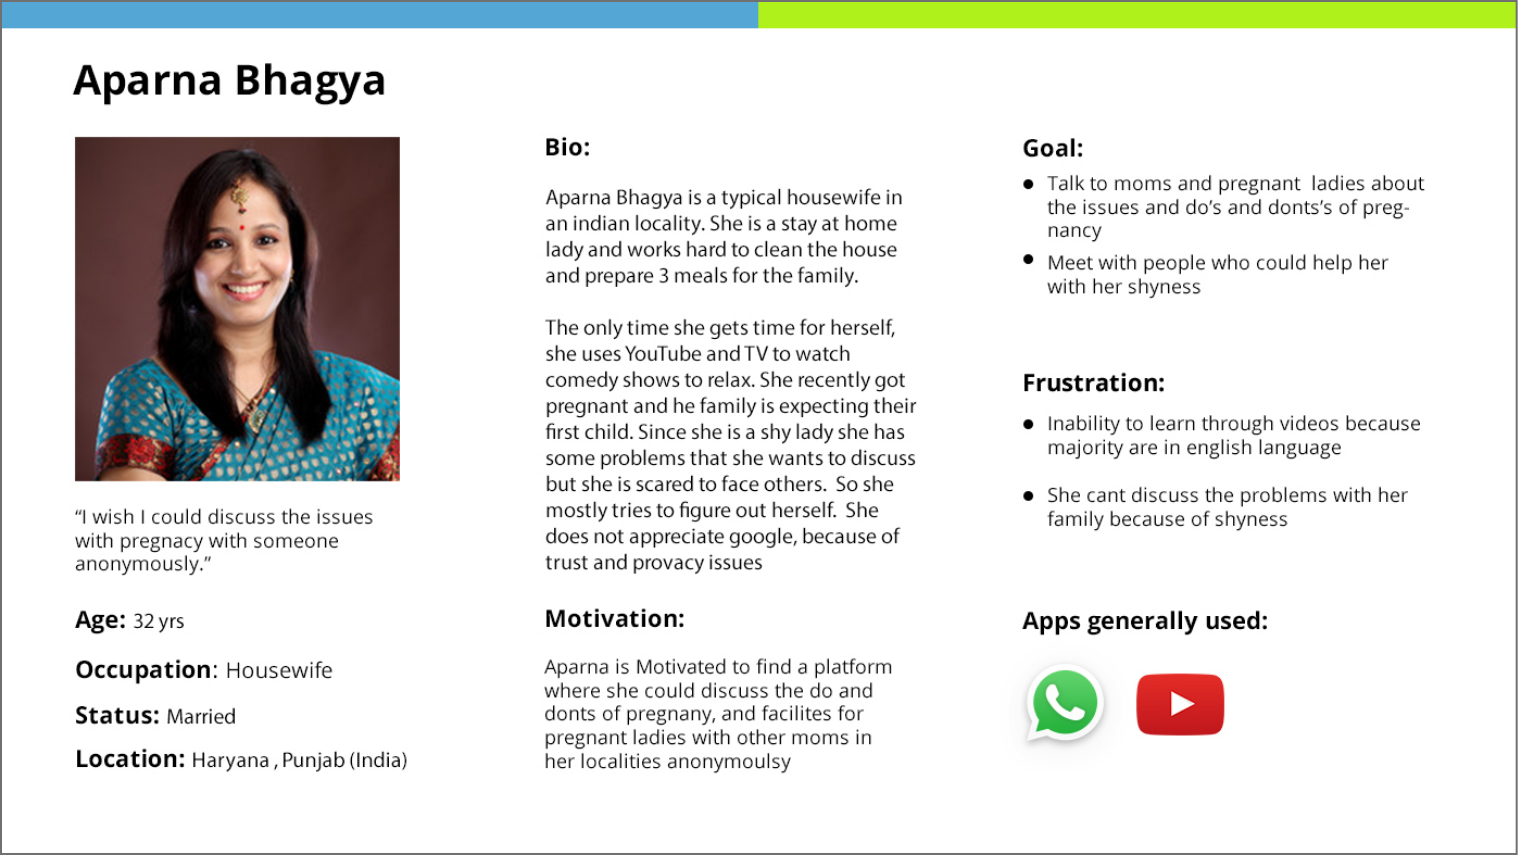 Aparna Bhagya
“I wish I could discuss the issues
with pregnacy with someone
anonymously.”
Age: 32 yrs
Occupation: Housewife
Status: Married
Location: Haryana , Punjab (India)
Bio:
Aparna Bhagya is a typical housewife in
an indian locality. She is a stay at home
lady and works hard to clean the house
and prepare 3 meals for the family.
The only time she gets time for herself,
she uses YouTube and TV to watch
comedy shows to relax. She recently got
pregnant and he family is expecting their
first child. Since she is a shy lady she has
some problems that she wants to discuss
but she is scared to face others.  So she
mostly tries to figure out herself.  She
does not appreciate google, because of
trust and provacy issues
Motivation:
Aparna is Motivated to find a platform
where she could discuss the do and
donts of pregnany, and facilites for
pregnant ladies with other moms in
her localities anonymoulsy
Goal:
● Talk to moms and pregnant  ladies about
the issues and do’s and donts’s of preg-
nancy
● Meet with people who could help her
with her shyness
Frustration:
● Inability to learn through videos because
majority are in english language
● She cant discuss the problems with her
family because of shyness
Apps generally used: